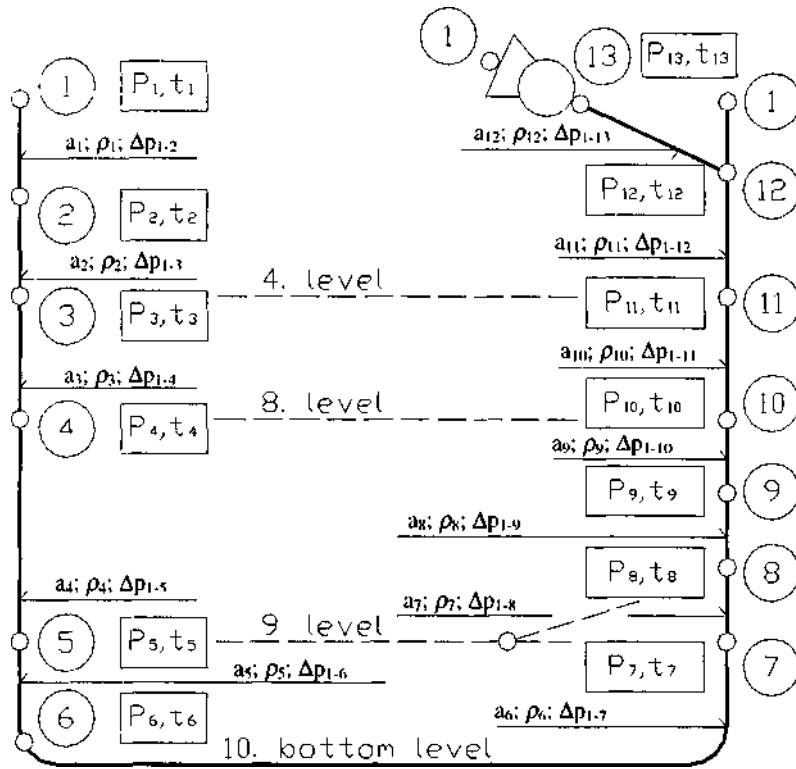 1
13 P₁₃, t₁₃
1 P₁, t₁
1
a₁; ρ₁; Δp₁₋₂
a₁₂; ρ₁₂; Δp₁₋₁₃
2 P₂, t₂
P₁₂, t₁₂ 12
a₂; ρ₂; Δp₁₋₃
a₁₁; ρ₁₁; Δp₁₋₁₂
4. level
3 P₃, t₃
P₁₁, t₁₁ 11
a₃; ρ₃; Δp₁₋₄
a₁₀; ρ₁₀; Δp₁₋₁₁
8. level
4 P₄, t₄
P₁₀, t₁₀ 10
a₉; ρ₉; Δp₁₋₁₀
P₉, t₉ 9
a₈; ρ₈; Δp₁₋₉
P₈, t₈ 8
a₄; ρ₄; Δp₁₋₅
a₇; ρ₇; Δp₁₋₈
9 level
5 P₅, t₅
P₇, t₇ 7
a₅; ρ₅; Δp₁₋₆
6 P₆, t₆
a₆; ρ₆; Δp₁₋₇
10. bottom level